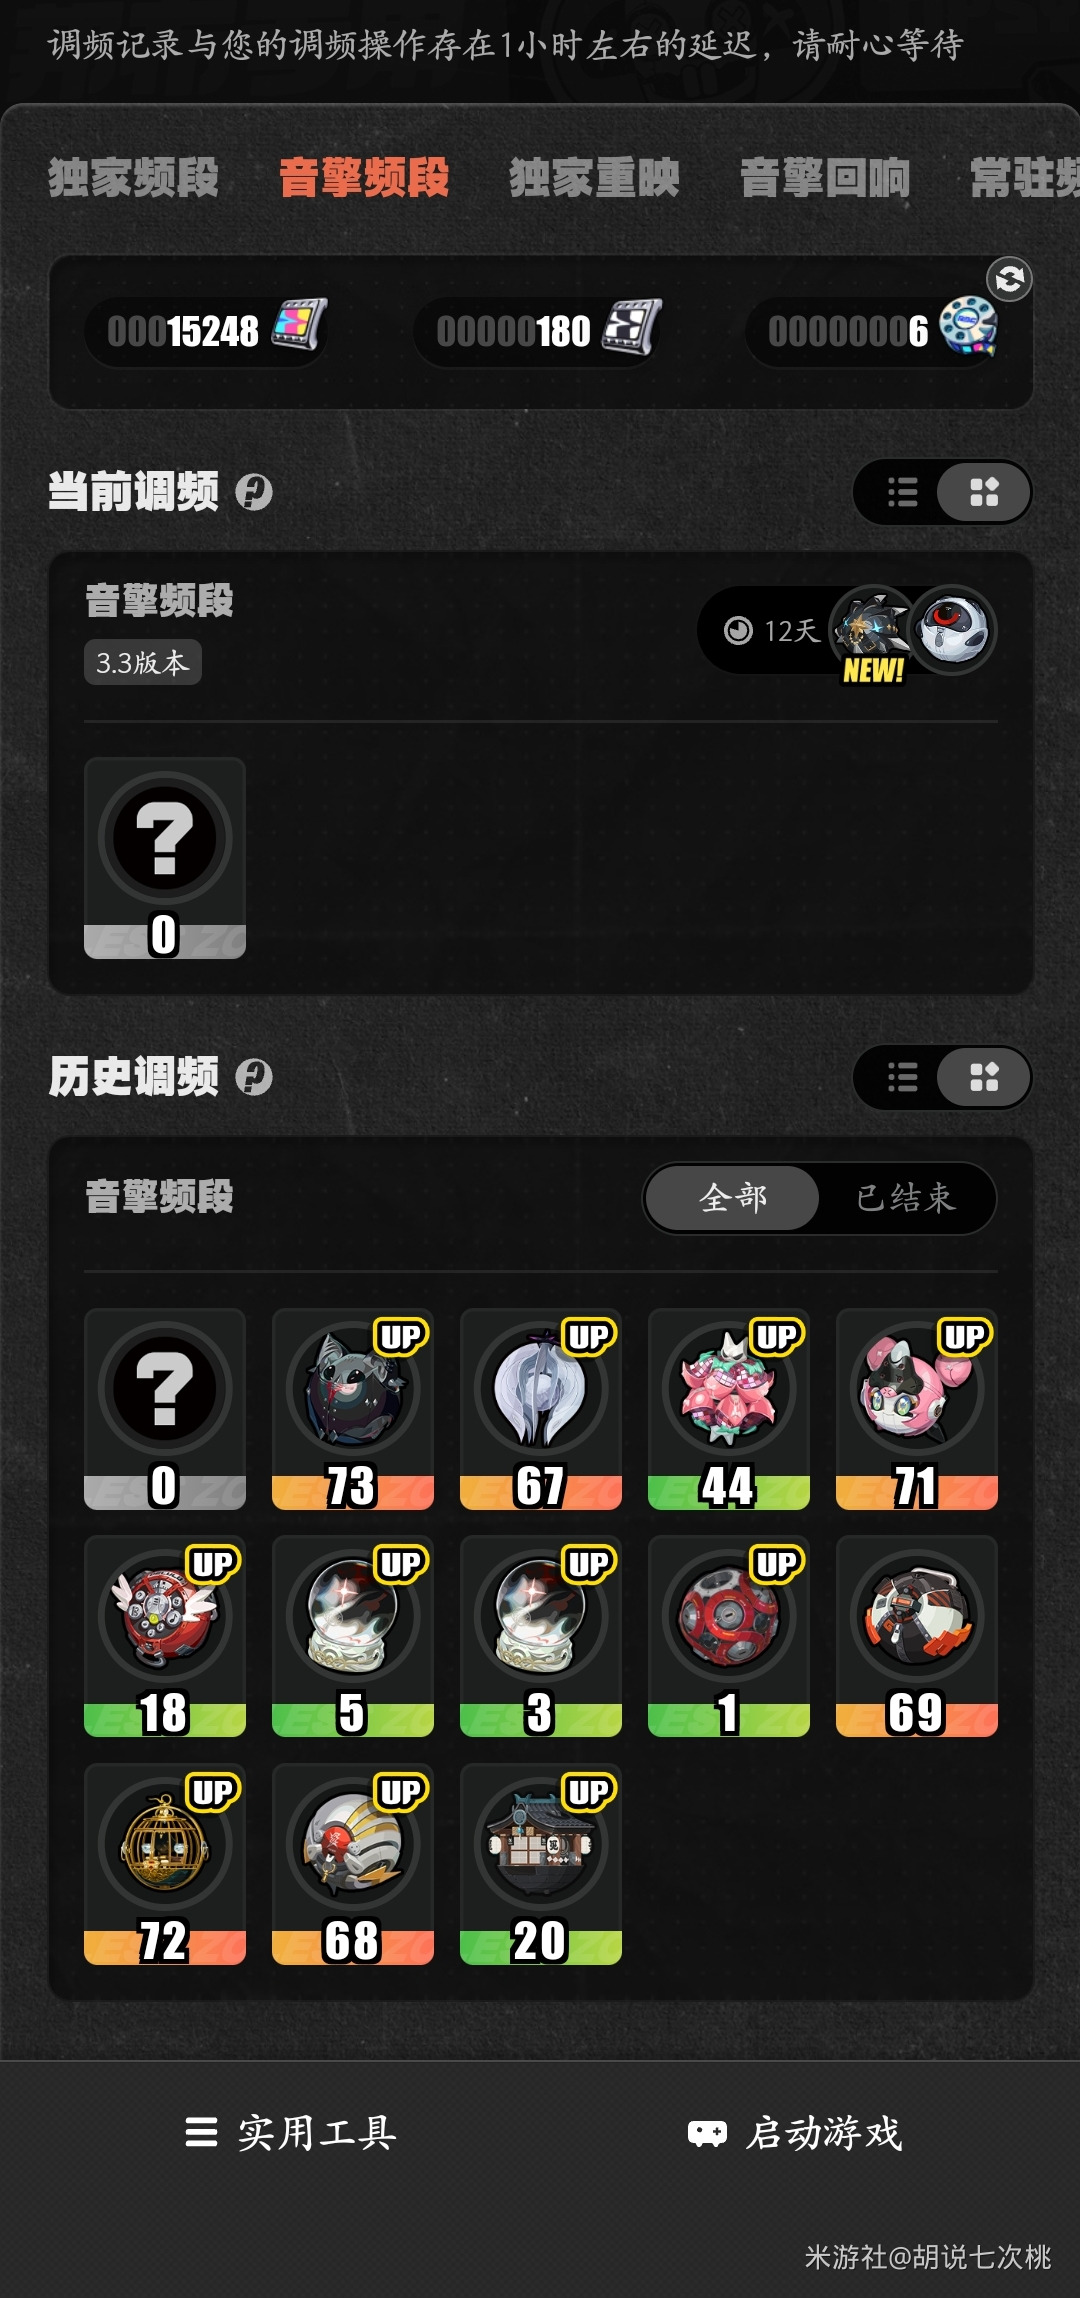 调频记录与您的调频操作存在1小时左右的延迟，请耐心等待
独家频段 音擎频段 独家重映 音擎回响 常驻频
00015248 00000180 00000006
当前调频 ?
音擎频段
12天
NEW!
3.3版本
?
0
历史调频 ?
音擎频段 全部 已结束
? UP UP UP UP
0 73 67 44 71
UP UP UP UP
18 5 3 1 69
UP UP UP
72 68 20
实用工具 启动游戏
米游社@胡说七次桃